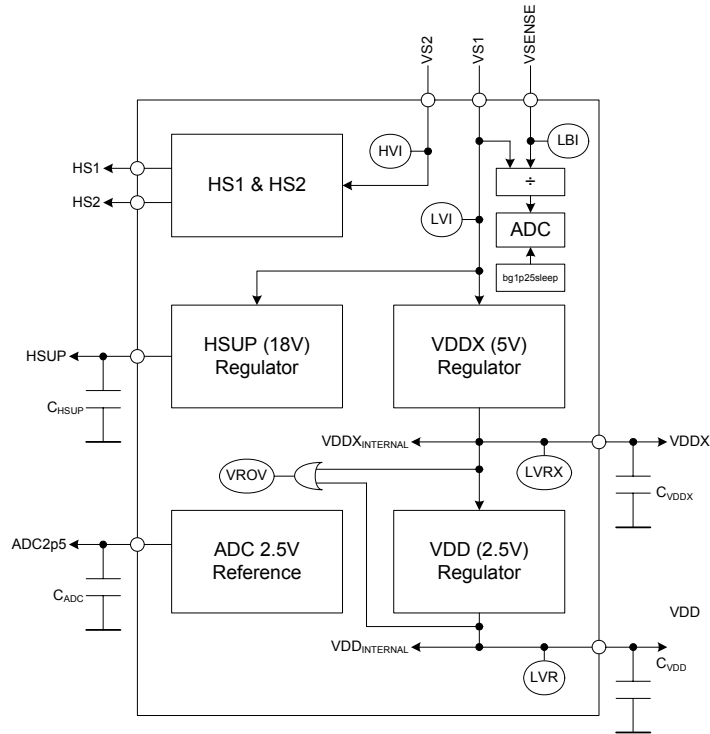 VS2
VS1
VSENSE
HVI
LBI
HS1
HS2
HS1 & HS2
÷
LVI
ADC
bg1p25sleep
HSUP
HSUP (18V)
Regulator
VDDX (5V)
Regulator
CHSUP
VDDXINTERNAL
VDDX
VROV
LVRX
CVDDX
ADC2p5
ADC 2.5V
Reference
VDD (2.5V)
Regulator
CADC
VDD
VDDINTERNAL
LVR
CVDD